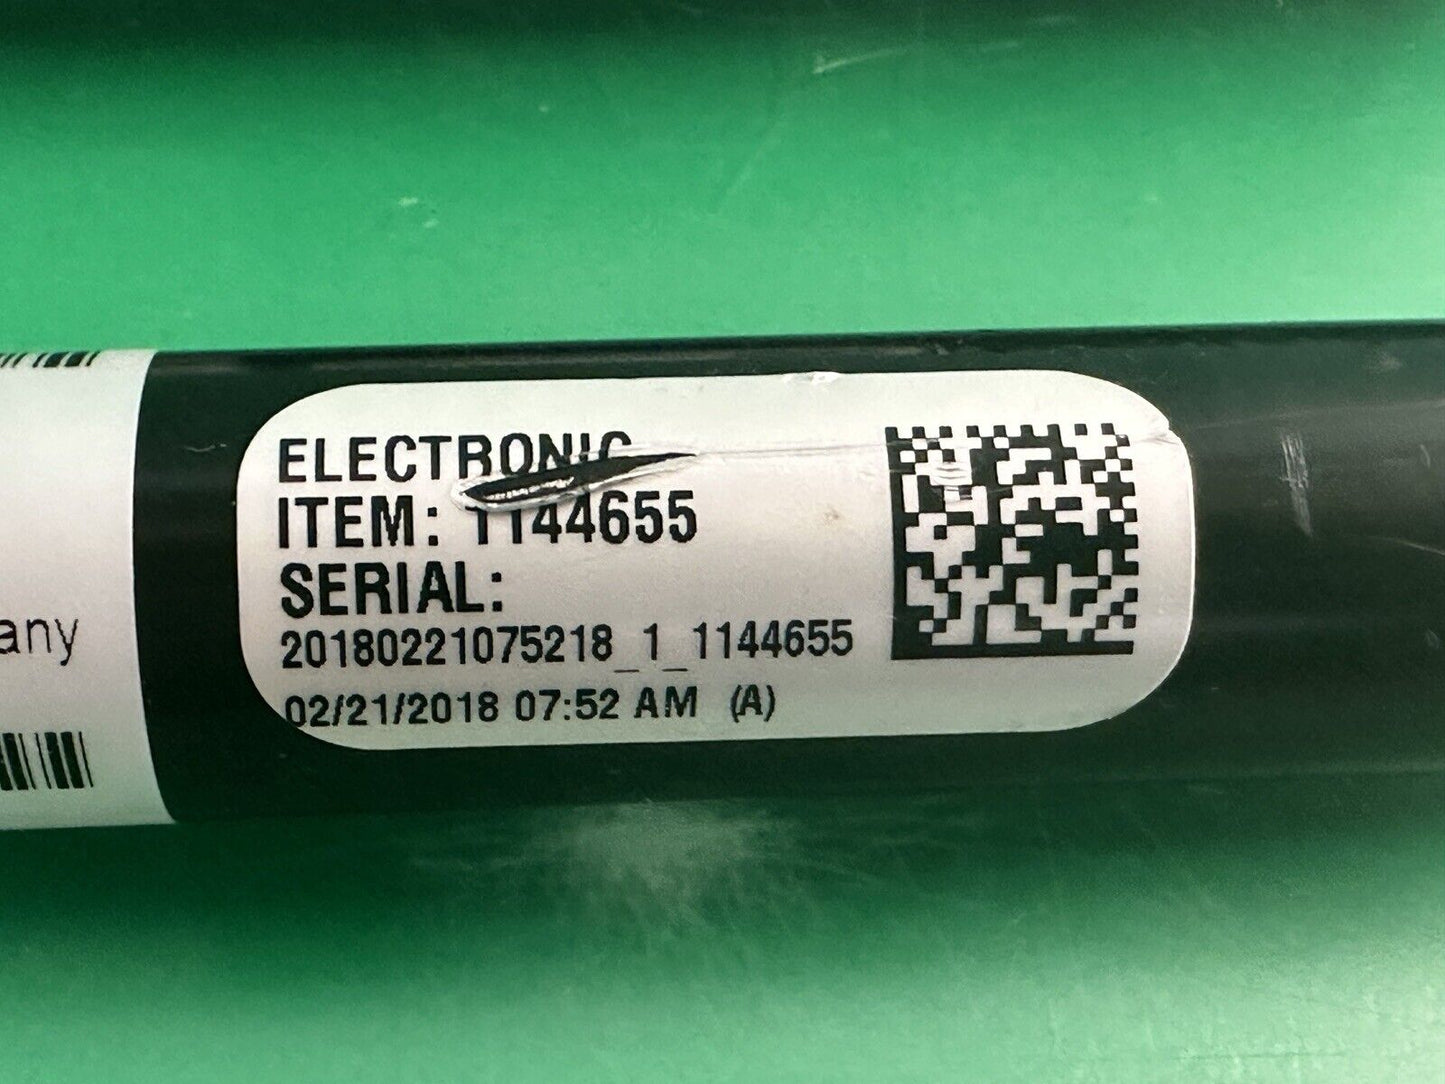 ELECTRONIC
ITEM: 1144655
SERIAL:
20180221075218_1_1144655
02/21/2018 07:52 AM (A)
any